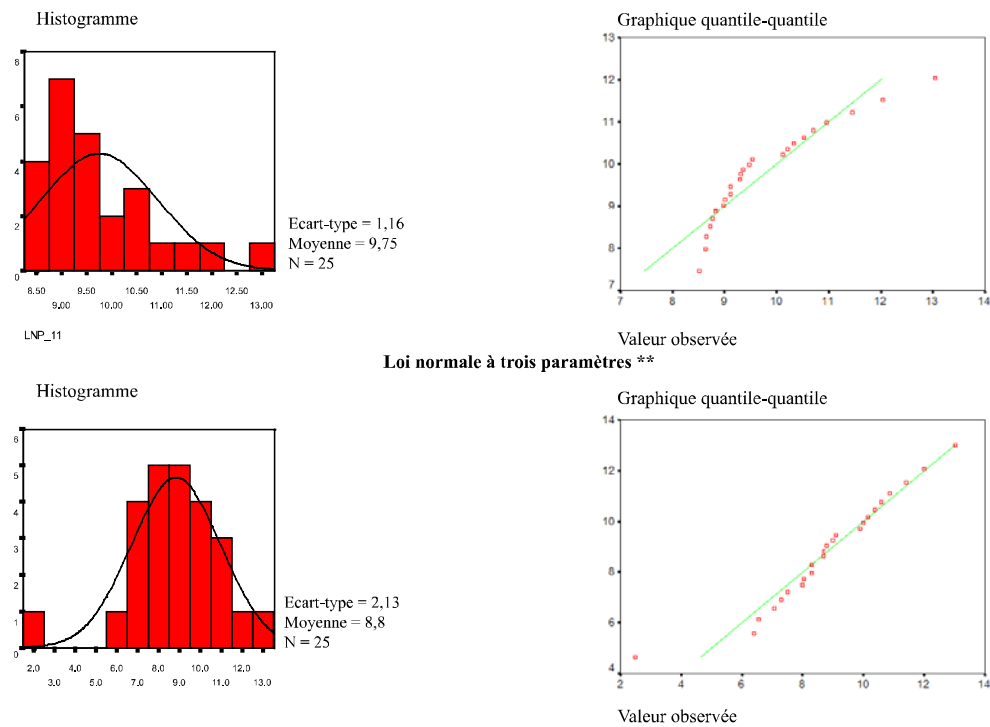 Histogramme
Graphique quantile-quantile
8
6
4
2
0
8.50 9.50 10.50 11.50 12.50
9.00 10.00 11.00 12.00 13.00
LNP_11
Ecart-type = 1,16
Moyenne = 9,75
N = 25
13
12
11
10
9
8
7
7 8 9 10 11 12 13 14
Valeur observée
Loi normale à trois paramètres **
Histogramme
Graphique quantile-quantile
6
5
4
3
2
1
0
2.0 4.0 6.0 8.0 10.0 12.0
3.0 5.0 7.0 9.0 11.0 13.0
Ecart-type = 2,13
Moyenne = 8,8
N = 25
14
12
10
8
6
4
2 4 6 8 10 12 14
Valeur observée